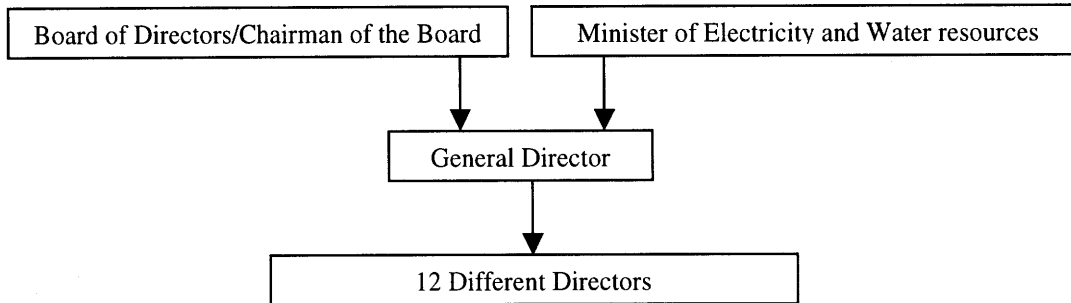 Board of Directors/Chairman of the Board
Minister of Electricity and Water resources
General Director
12 Different Directors